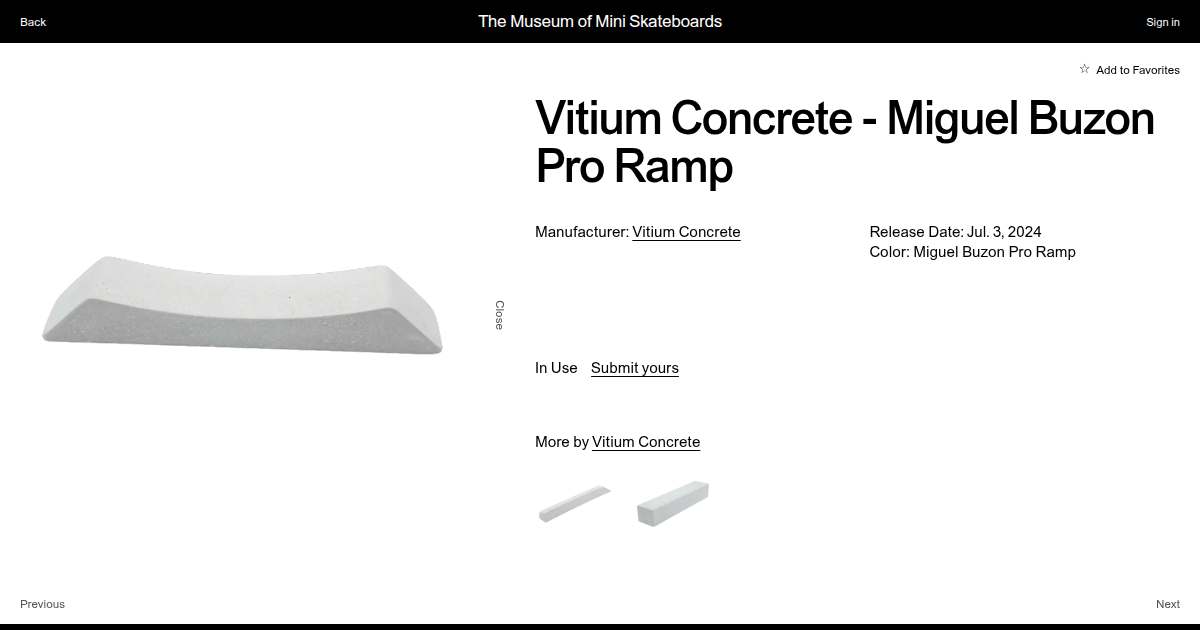 Back
The Museum of Mini Skateboards
Sign in
☆ Add to Favorites
Vitium Concrete - Miguel Buzon
Pro Ramp
Manufacturer: Vitium Concrete
Release Date: Jul. 3, 2024
Color: Miguel Buzon Pro Ramp
Close
In Use Submit yours
More by Vitium Concrete
Previous
Next